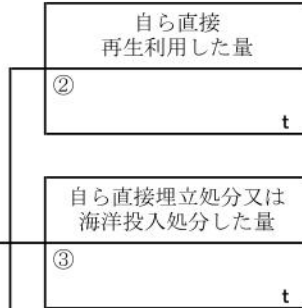 自ら直接
再生利用した量
②
t
自ら直接埋立処分又は
海洋投入処分した量
③
t